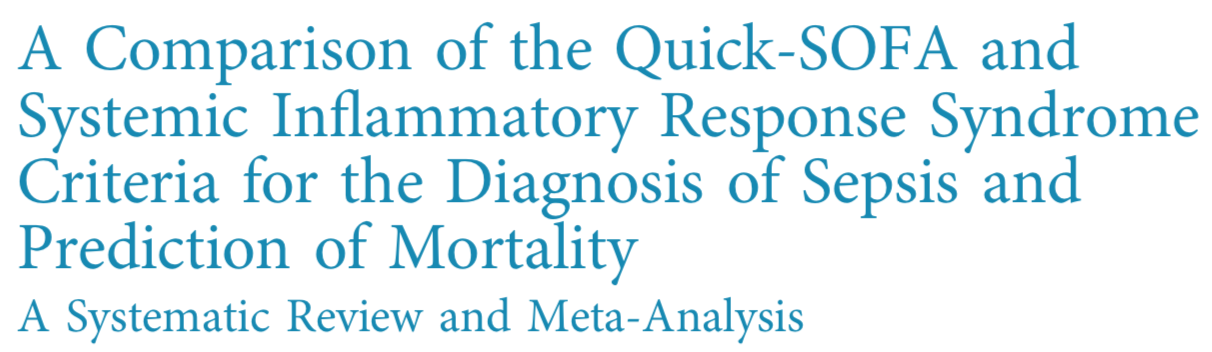 A Comparison of the Quick-SOFA and
Systemic Inflammatory Response Syndrome
Criteria for the Diagnosis of Sepsis and
Prediction of Mortality
A Systematic Review and Meta-Analysis